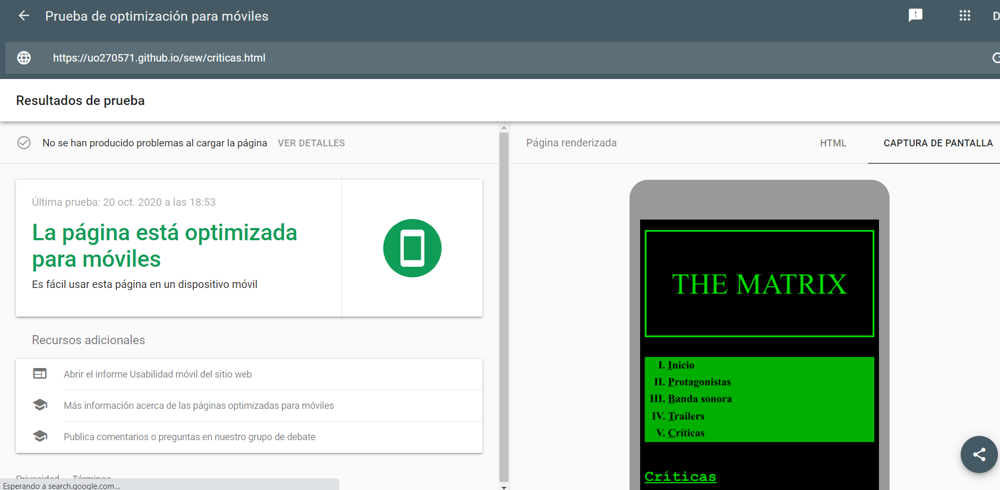 Prueba de optimización para móviles
D
https://uo270571.github.io/sew/criticas.html
Resultados de prueba
No se han producido problemas al cargar la página VER DETALLES
Página renderizada HTML CAPTURA DE PANTALLA
Última prueba: 20 oct. 2020 a las 18:53
La página está optimizada
para móviles
Es fácil usar esta página en un dispositivo móvil
Recursos adicionales
Abrir el informe Usabilidad móvil del sitio web
Más información acerca de las páginas optimizadas para móviles
Publica comentarios o preguntas en nuestro grupo de debate
Privacidad Términos
Esperando a search.google.com...
THE MATRIX
I. Inicio
II. Protagonistas
III. Banda sonora
IV. Trailers
V. Críticas
Críticas